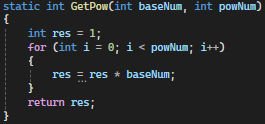 static int GetPow(int baseNum, int powNum)
{
    int res = 1;
    for (int i = 0; i < powNum; i++)
    {
        res = res * baseNum;
    }
    return res;
}